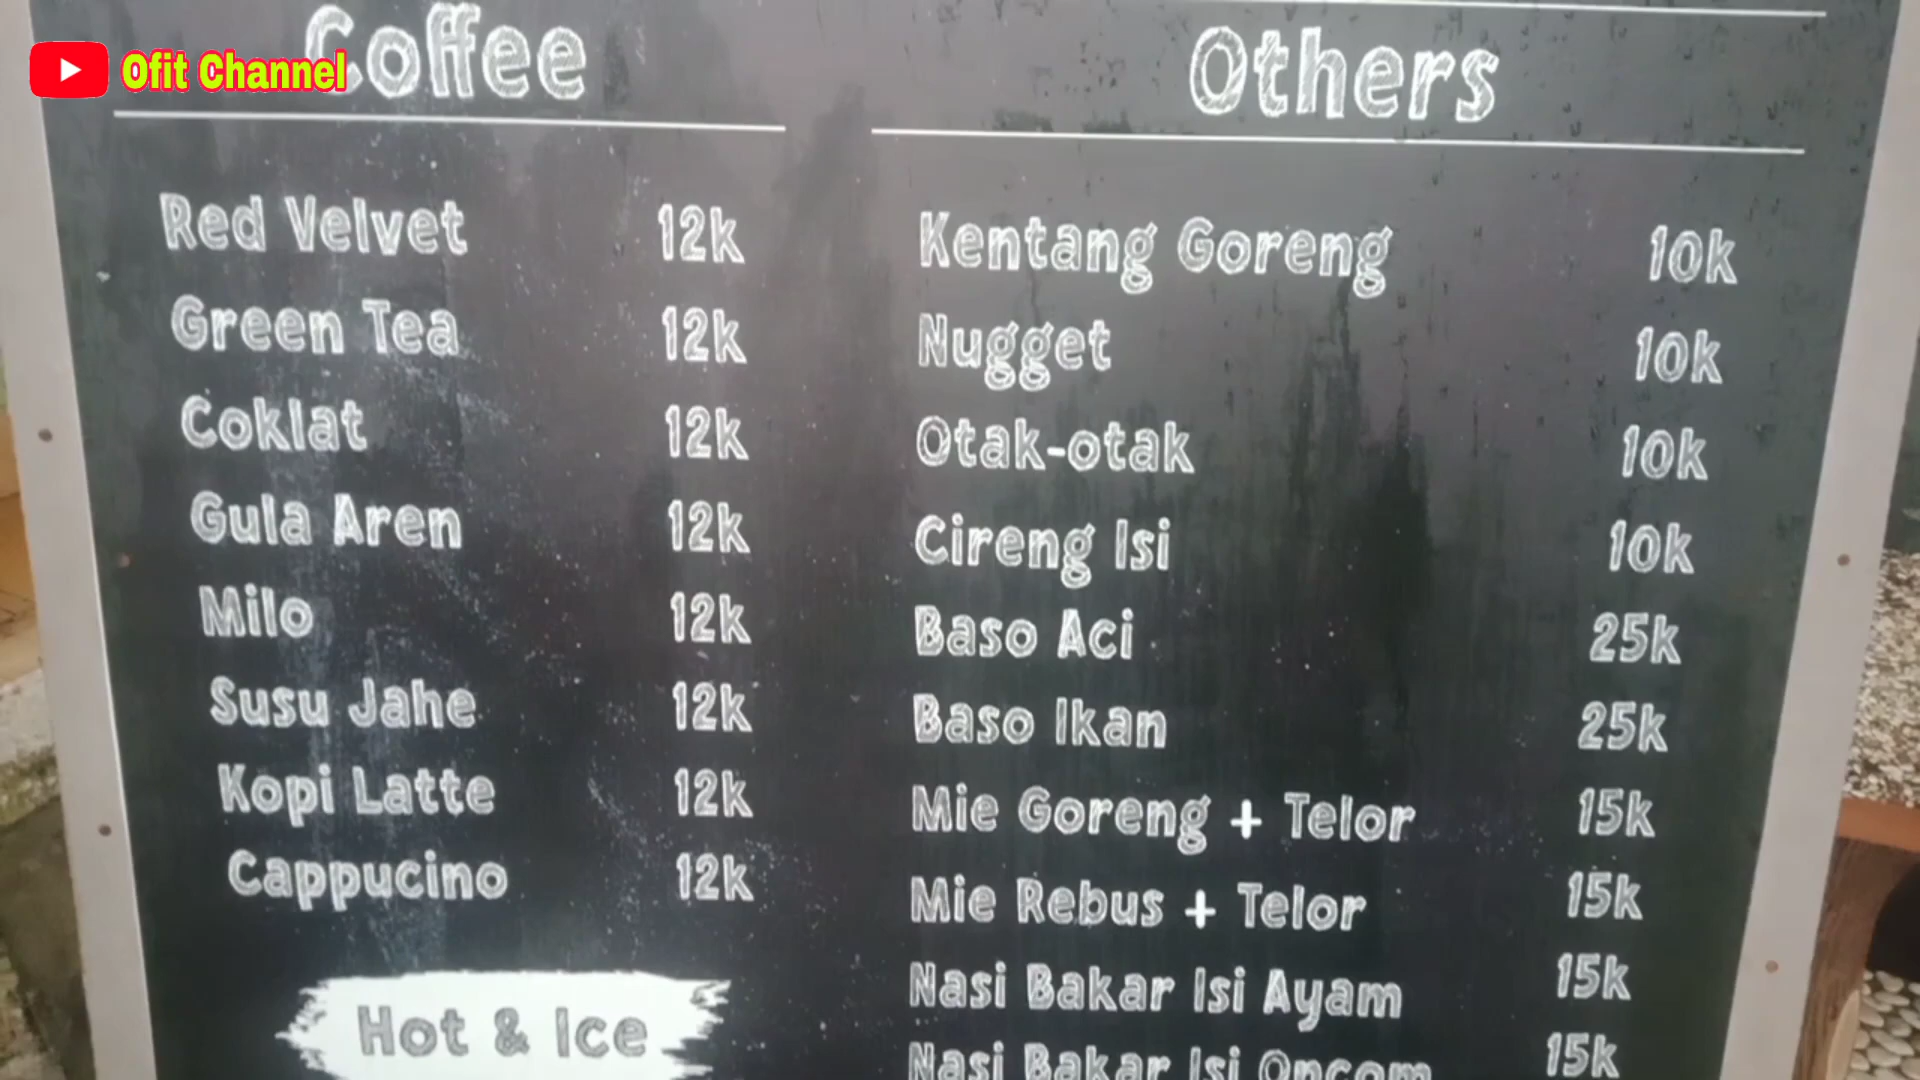 Ofit Channel
Coffee
Red Velvet 12k
Green Tea 12k
Coklat 12k
Gula Aren 12k
Milo 12k
Susu Jahe 12k
Kopi Latte 12k
Cappucino 12k
Hot & Ice
Others
Kentang Goreng 10k
Nugget 10k
Otak-otak 10k
Cireng Isi 10k
Baso Aci 25k
Baso Ikan 25k
Mie Goreng + Telor 15k
Mie Rebus + Telor 15k
Nasi Bakar Isi Ayam 15k
Nasi Bakar Isi Oncom 15k